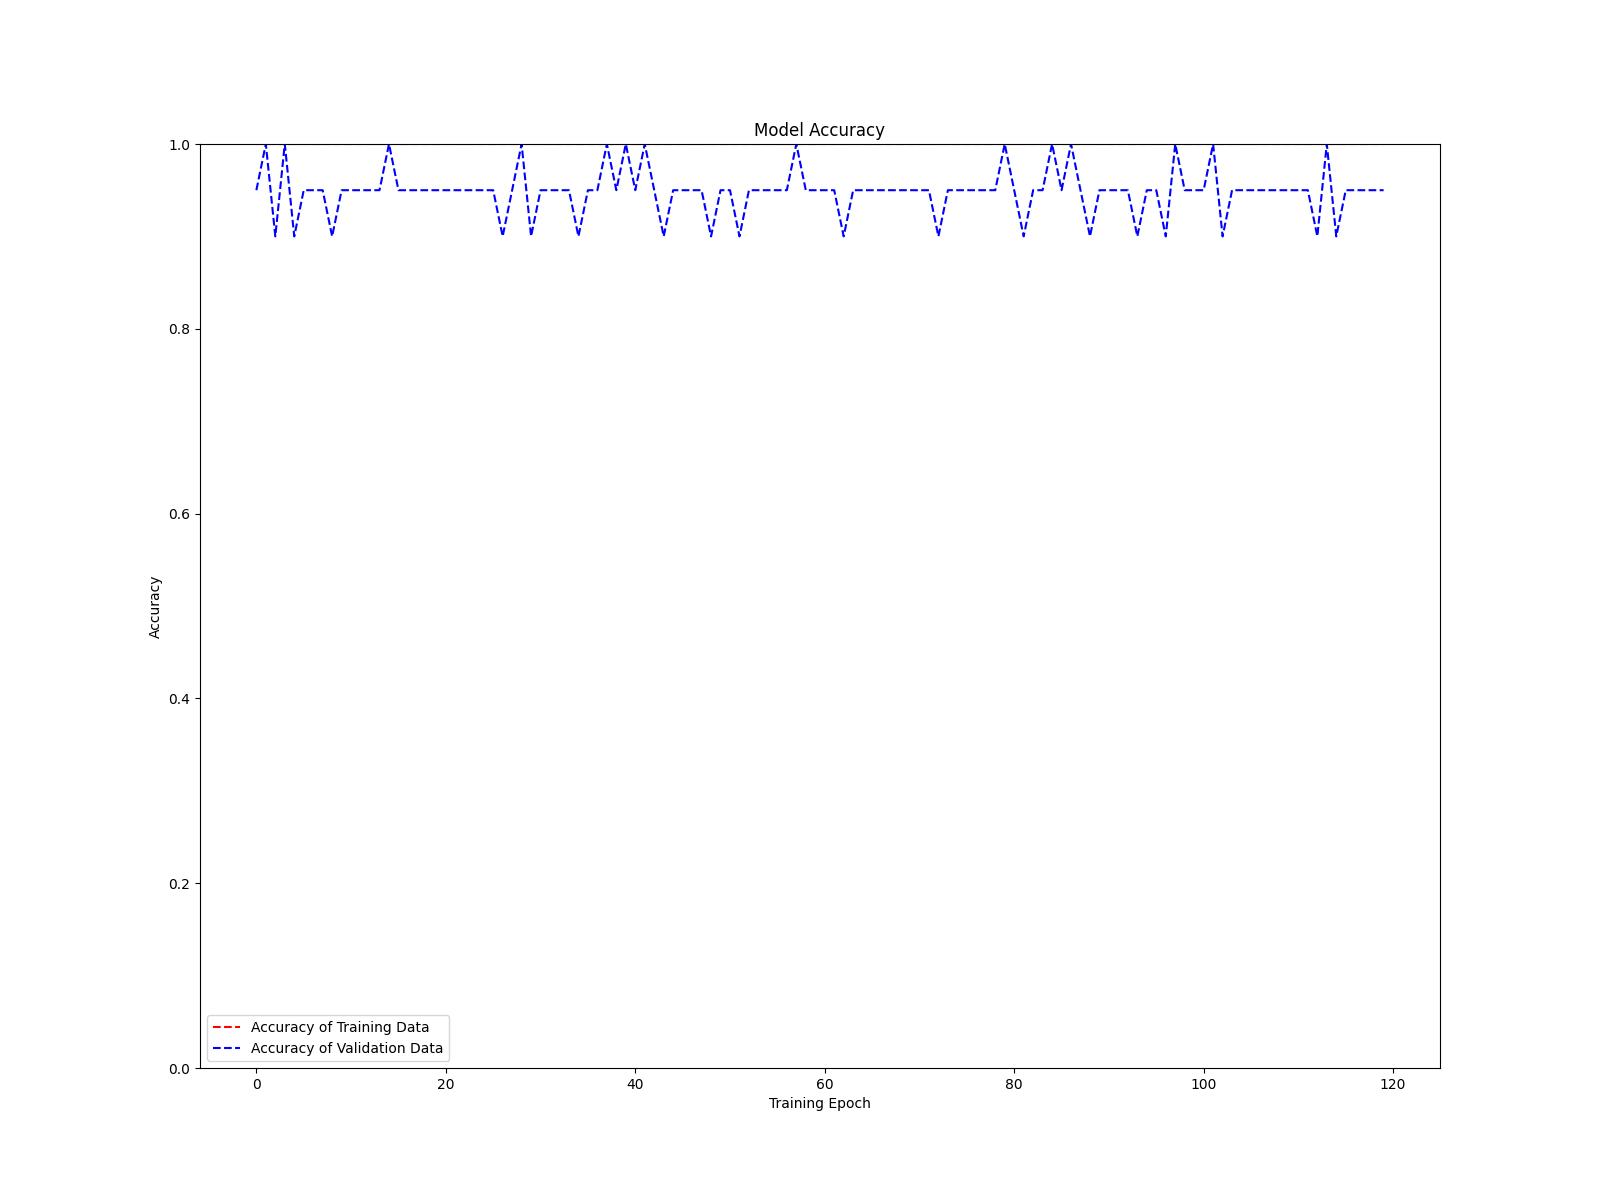 Model Accuracy
1.0
0.8
0.6
0.4
0.2
0.0
Accuracy
Accuracy of Training Data
Accuracy of Validation Data
0 20 40 60 80 100 120
Training Epoch